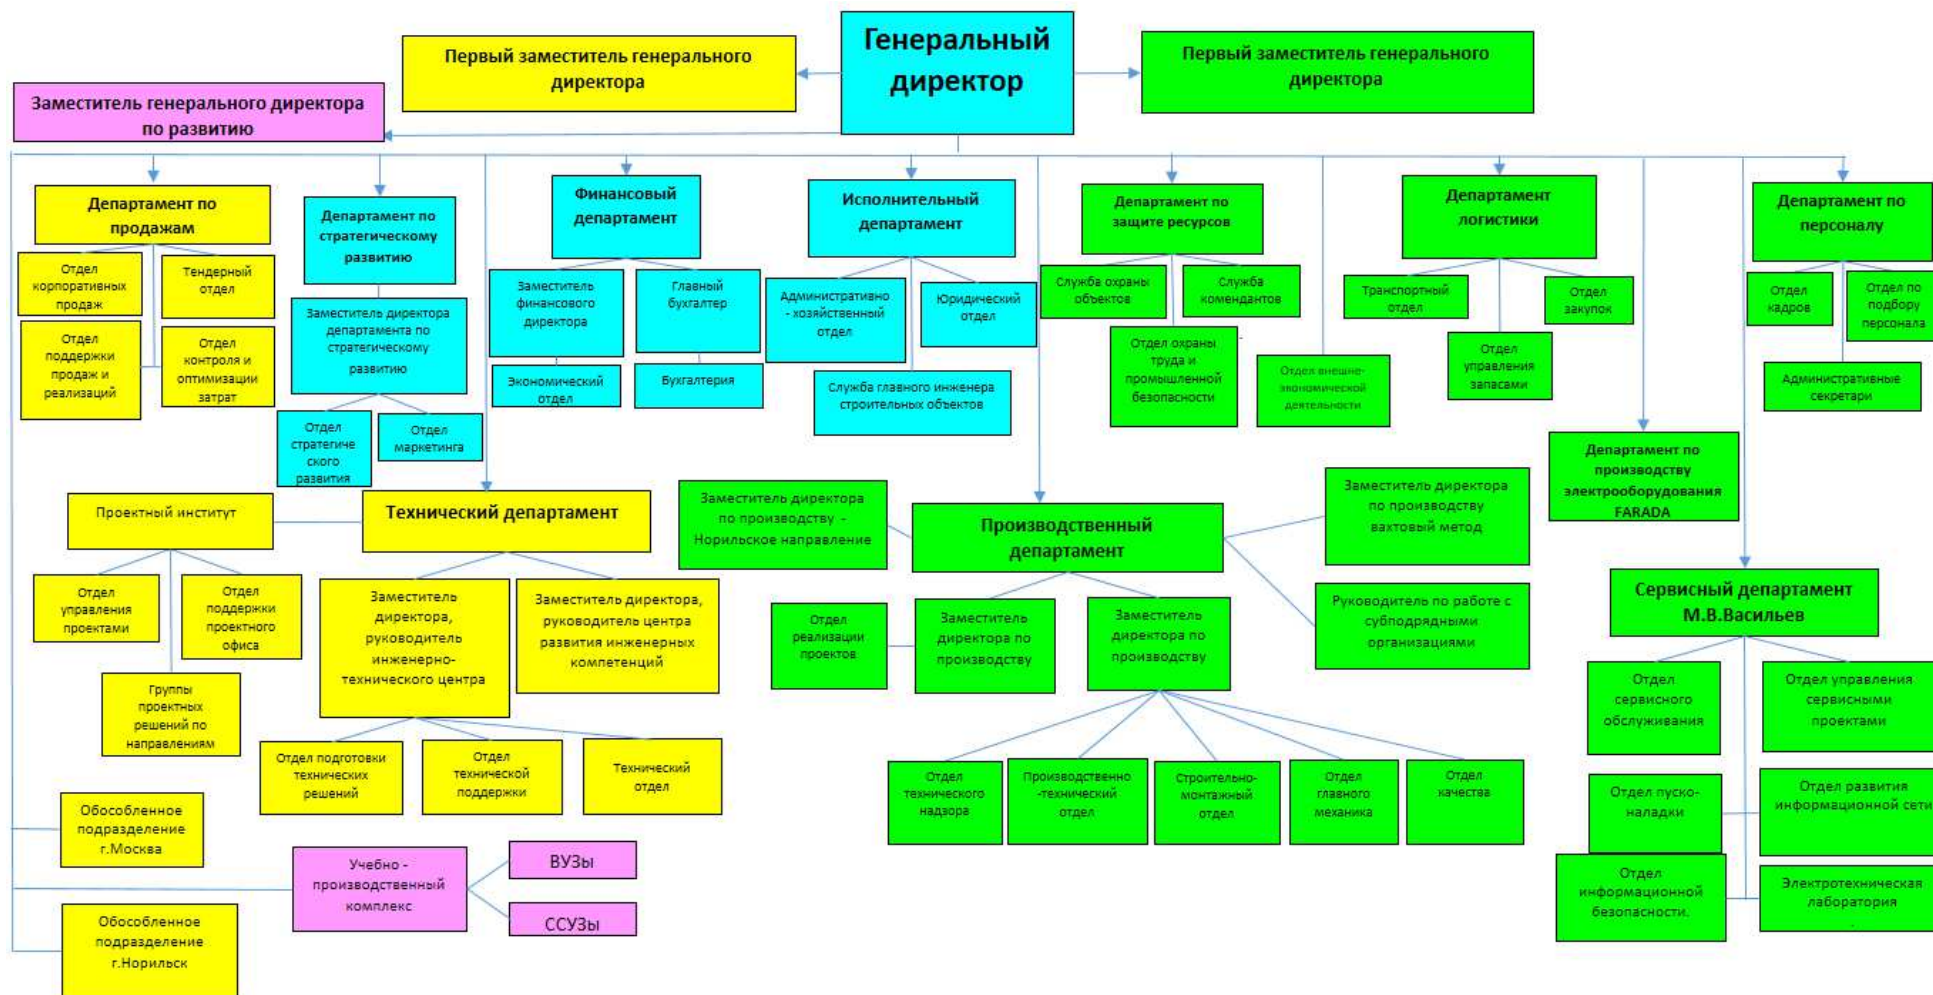 Генеральный
директор
Первый заместитель генерального
директора
Первый заместитель генерального
директора
Заместитель генерального директора
по развитию
Департамент по
продажам
Отдел
корпоративных
продаж
Тендерный
отдел
Отдел
поддержки
продаж и
реализаций
Отдел
контроля и
оптимизации
затрат
Департамент по
стратегическому
развитию
Заместитель директора
департамента по
стратегическому
развитию
Отдел
стратегиче
ского
развития
Отдел
маркетинга
Финансовый
департамент
Заместитель
финансового
директора
Главный
бухгалтер
Экономический
отдел
Бухгалтерия
Исполнительный
департамент
Административно
- хозяйственный
отдел
Юридический
отдел
Служба главного инженера
строительных объектов
Департамент по
защите ресурсов
Служба охраны
объектов
Служба
комендантов
Отдел охраны
труда и
промышленной
безопасности
Отдел внешне-
экономической
деятельности
Департамент
логистики
Транспортный
отдел
Отдел
закупок
Отдел
управления
запасами
Департамент по
персоналу
Отдел
кадров
Отдел по
подбору
персонала
Административные
секретари
Департамент по
производству
электрооборудования
FARADA
Проектный институт
Технический департамент
Отдел
управления
проектами
Отдел
поддержки
проектного
офиса
Группы
проектных
решений по
направлениям
Заместитель
директора,
руководитель
инженерно-
технического центра
Заместитель директора,
руководитель центра
развития инженерных
компетенций
Отдел подготовки
технических
решений
Отдел
технической
поддержки
Технический
отдел
Заместитель директора
по производству -
Норильское направление
Производственный
департамент
Заместитель директора
по производству
вахтовый метод
Руководитель по работе с
субподрядными
организациями
Отдел
реализации
проектов
Заместитель
директора по
производству
Заместитель
директора по
производству
Отдел
технического
надзора
Производственно
-технический
отдел
Строительно-
монтажный
отдел
Отдел
главного
механика
Отдел
качества
Сервисный департамент
М.В.Васильев
Отдел
сервисного
обслуживания
Отдел управления
сервисными
проектами
Отдел пуско-
наладки
Отдел развития
информационной сети
Отдел
информационной
безопасности.
Электротехническая
лаборатория
Обособленное
подразделение
г.Москва
Учебно -
производственный
комплекс
ВУЗы
ССУЗы
Обособленное
подразделение
г.Норильск